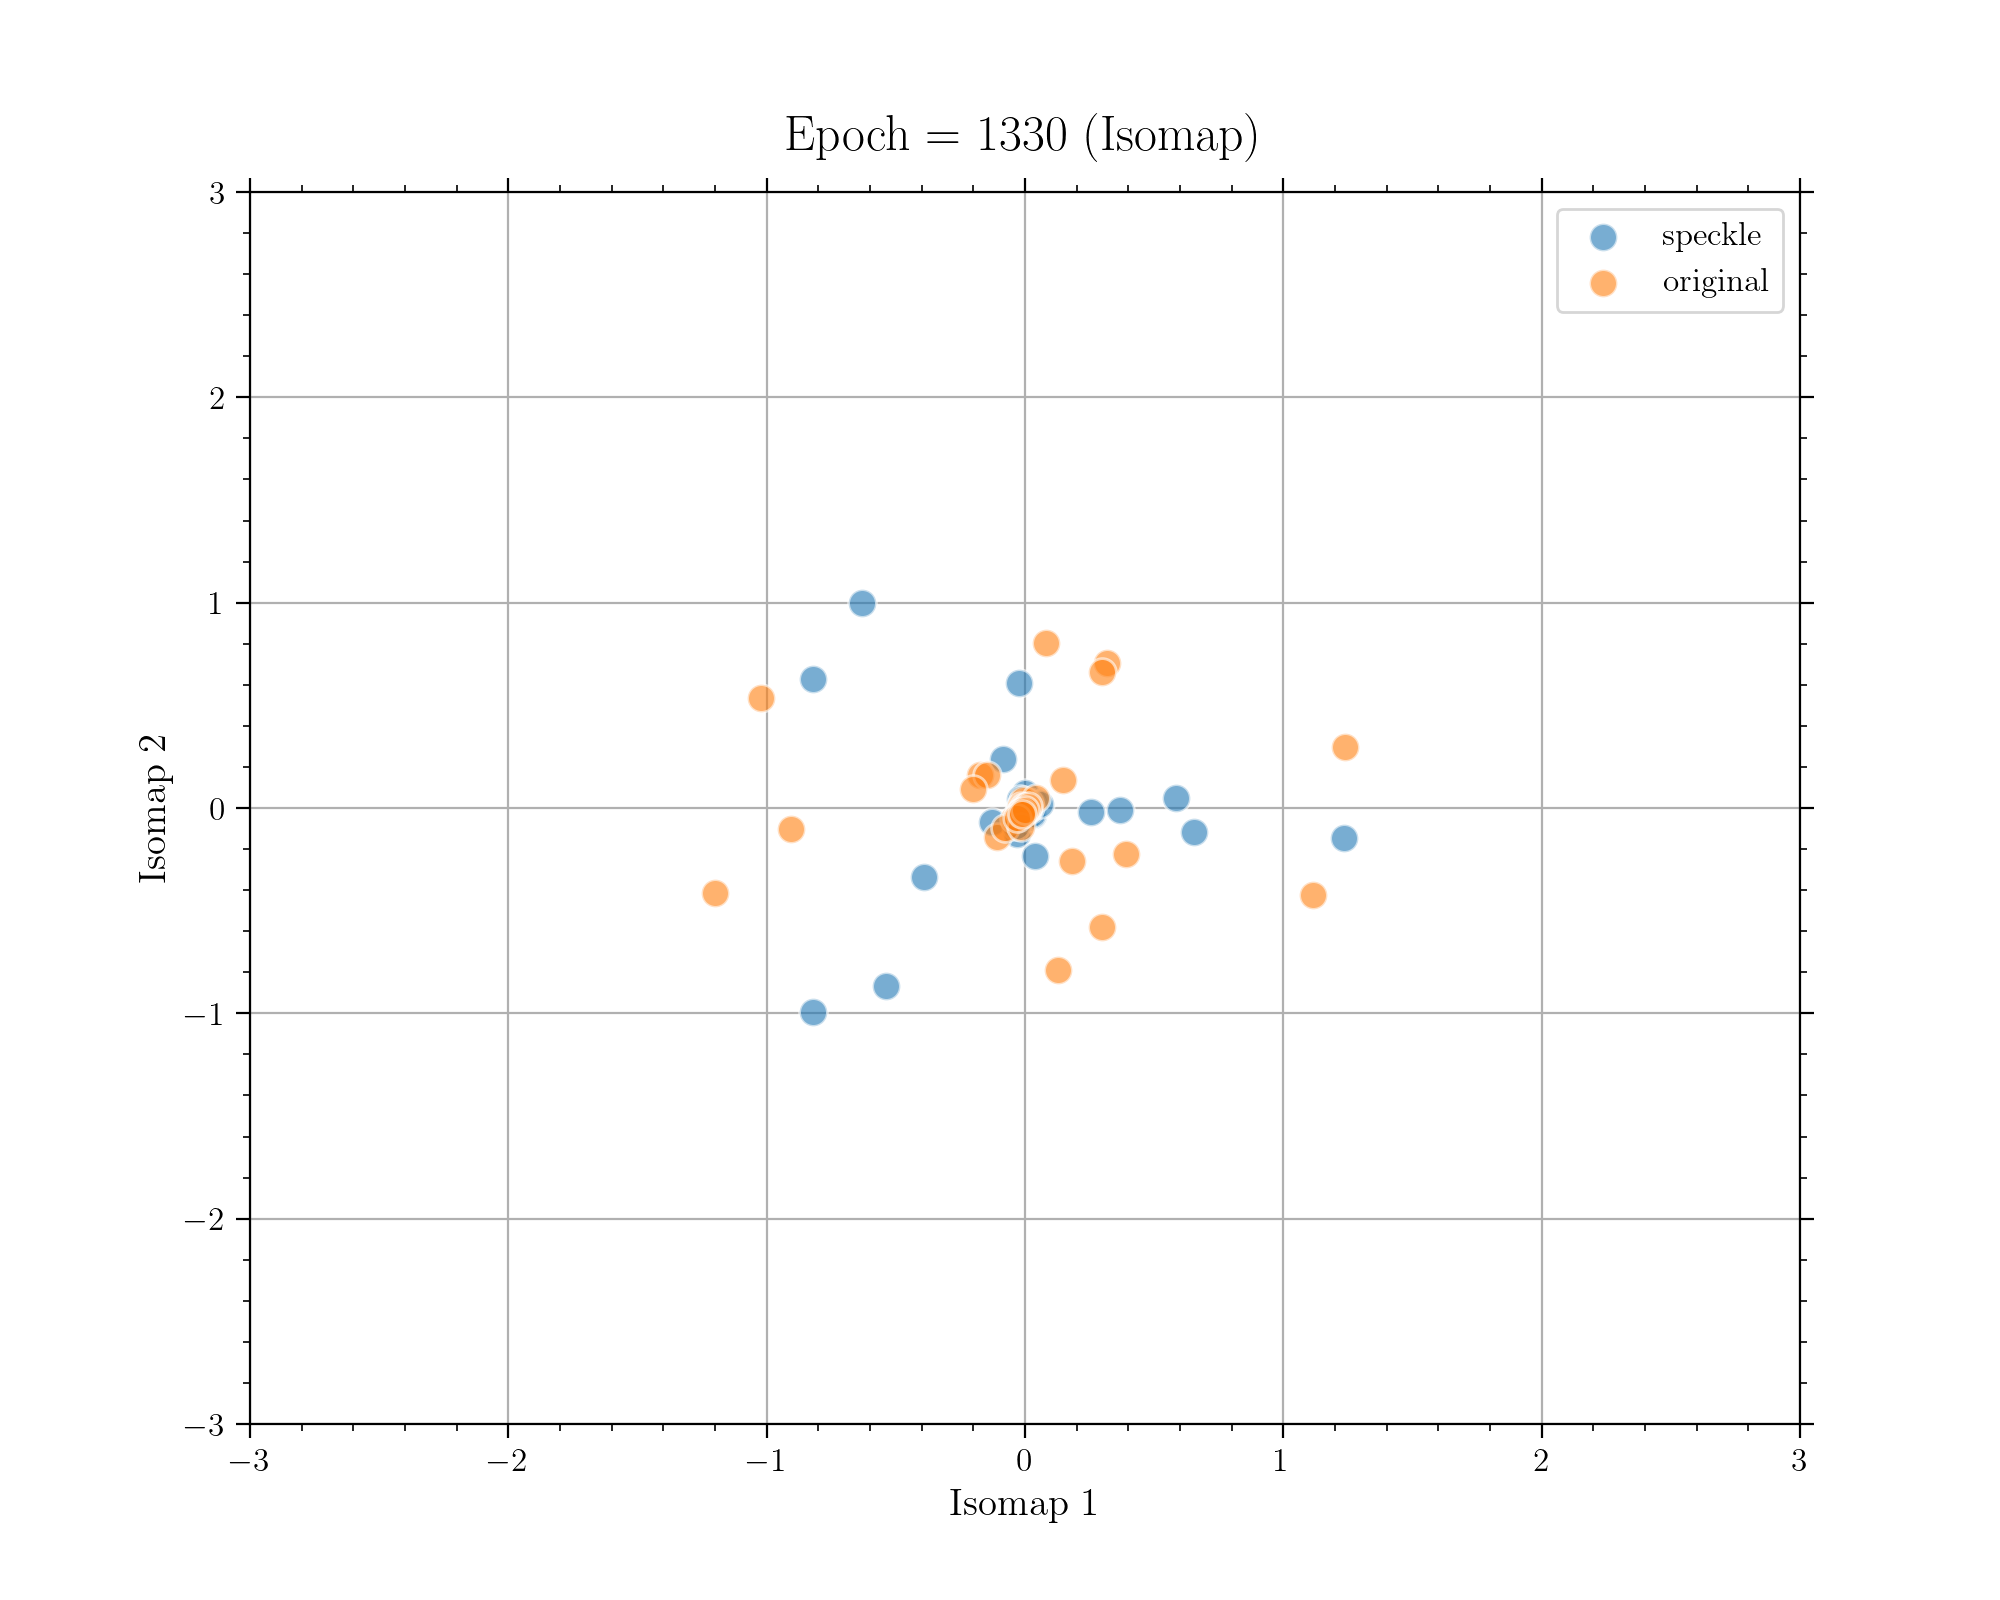 Epoch = 1330 (Isomap)
speckle
original
3
2
1
0
−1
−2
−3
Isomap 2
−3
−2
−1
0
1
2
3
Isomap 1